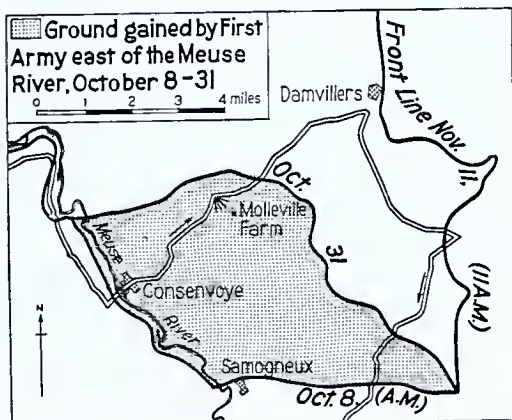 Ground gained by First
Army east of the Meuse
River, October 8-31
0 1 2 3 4 miles
Damvillers
Front Line Nov. 11,
(11 A.M.)
Oct.
31
Molleville
Farm
Meuse
River
Consenvoye
N
Samogneux
Oct. 8, (A.M.)